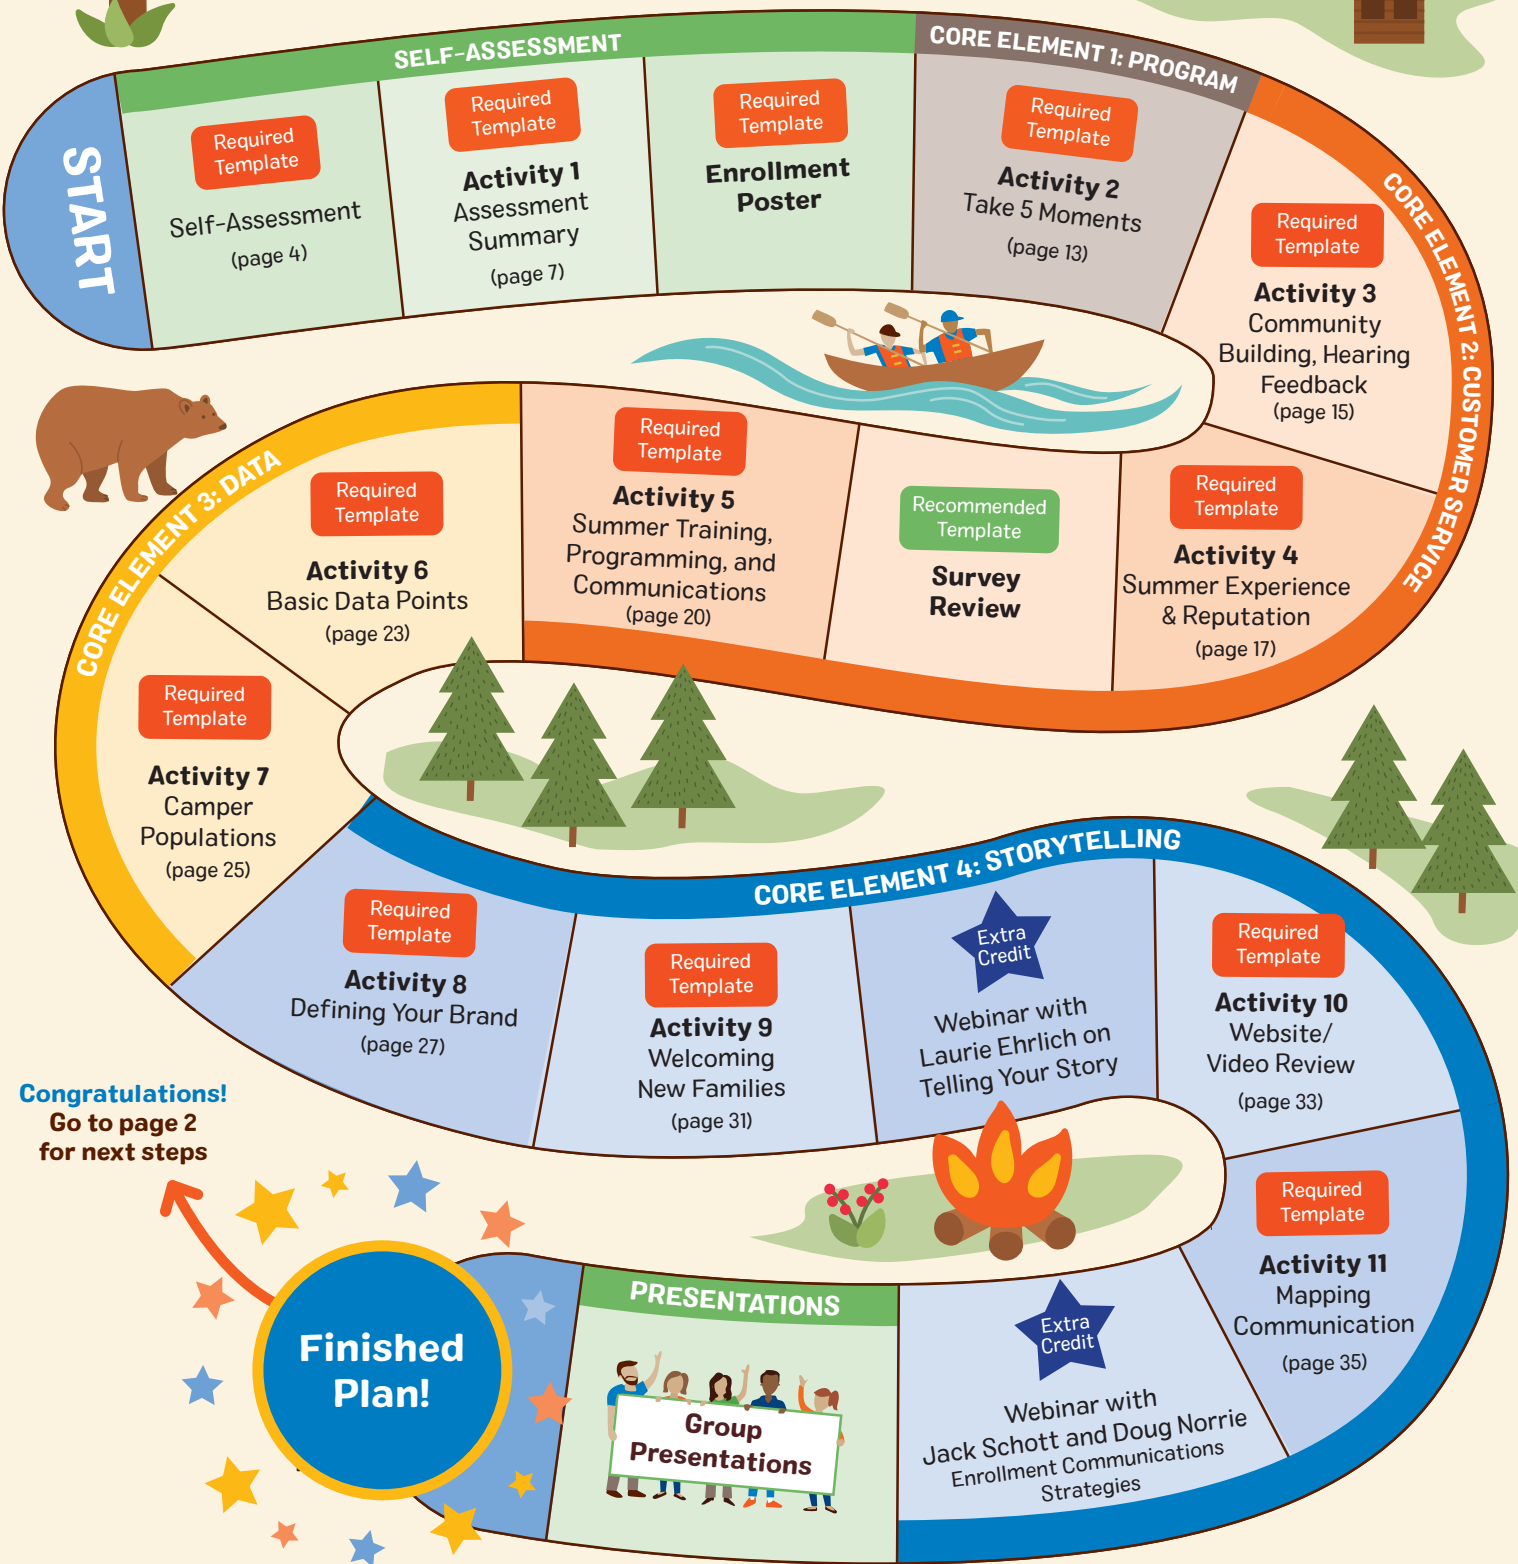 START
SELF-ASSESSMENT
Required
Template
Self-Assessment
(page 4)
Required
Template
Activity 1
Assessment
Summary
(page 7)
Required
Template
Enrollment
Poster
CORE ELEMENT 1: PROGRAM
Required
Template
Activity 2
Take 5 Moments
(page 13)
CORE ELEMENT 2: CUSTOMER SERVICE
Required
Template
Activity 3
Community
Building, Hearing
Feedback
(page 15)
Required
Template
Activity 4
Summer Experience
& Reputation
(page 17)
Recommended
Template
Survey
Review
Required
Template
Activity 5
Summer Training,
Programming, and
Communications
(page 20)
CORE ELEMENT 3: DATA
Required
Template
Activity 6
Basic Data Points
(page 23)
Required
Template
Activity 7
Camper
Populations
(page 25)
CORE ELEMENT 4: STORYTELLING
Required
Template
Activity 8
Defining Your Brand
(page 27)
Required
Template
Activity 9
Welcoming
New Families
(page 31)
Extra
Credit
Webinar with
Laurie Ehrlich on
Telling Your Story
Required
Template
Activity 10
Website/
Video Review
(page 33)
Required
Template
Activity 11
Mapping
Communication
(page 35)
Extra
Credit
Webinar with
Jack Schott and Doug Norrie
Enrollment Communications
Strategies
PRESENTATIONS
Group
Presentations
Finished
Plan!
Congratulations!
Go to page 2
for next steps